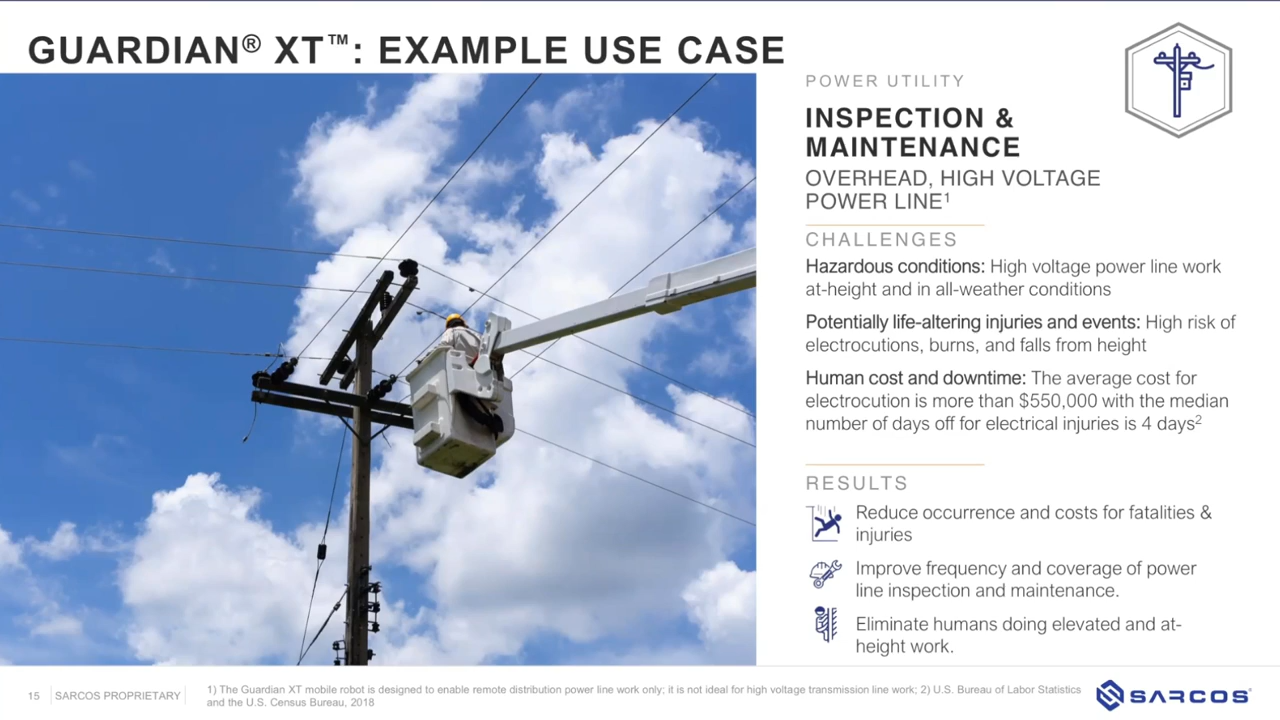 GUARDIAN® XT™: EXAMPLE USE CASE
POWER UTILITY
INSPECTION &
MAINTENANCE
OVERHEAD, HIGH VOLTAGE
POWER LINE¹
CHALLENGES
Hazardous conditions: High voltage power line work
at-height and in all-weather conditions
Potentially life-altering injuries and events: High risk of
electrocutions, burns, and falls from height
Human cost and downtime: The average cost for
electrocution is more than $550,000 with the median
number of days off for electrical injuries is 4 days²
RESULTS
Reduce occurrence and costs for fatalities &
injuries
Improve frequency and coverage of power
line inspection and maintenance.
Eliminate humans doing elevated and at-
height work.
15 SARCOS PROPRIETARY
1) The Guardian XT mobile robot is designed to enable remote distribution power line work only; it is not ideal for high voltage transmission line work; 2) U.S. Bureau of Labor Statistics
and the U.S. Census Bureau, 2018
SARCOS®